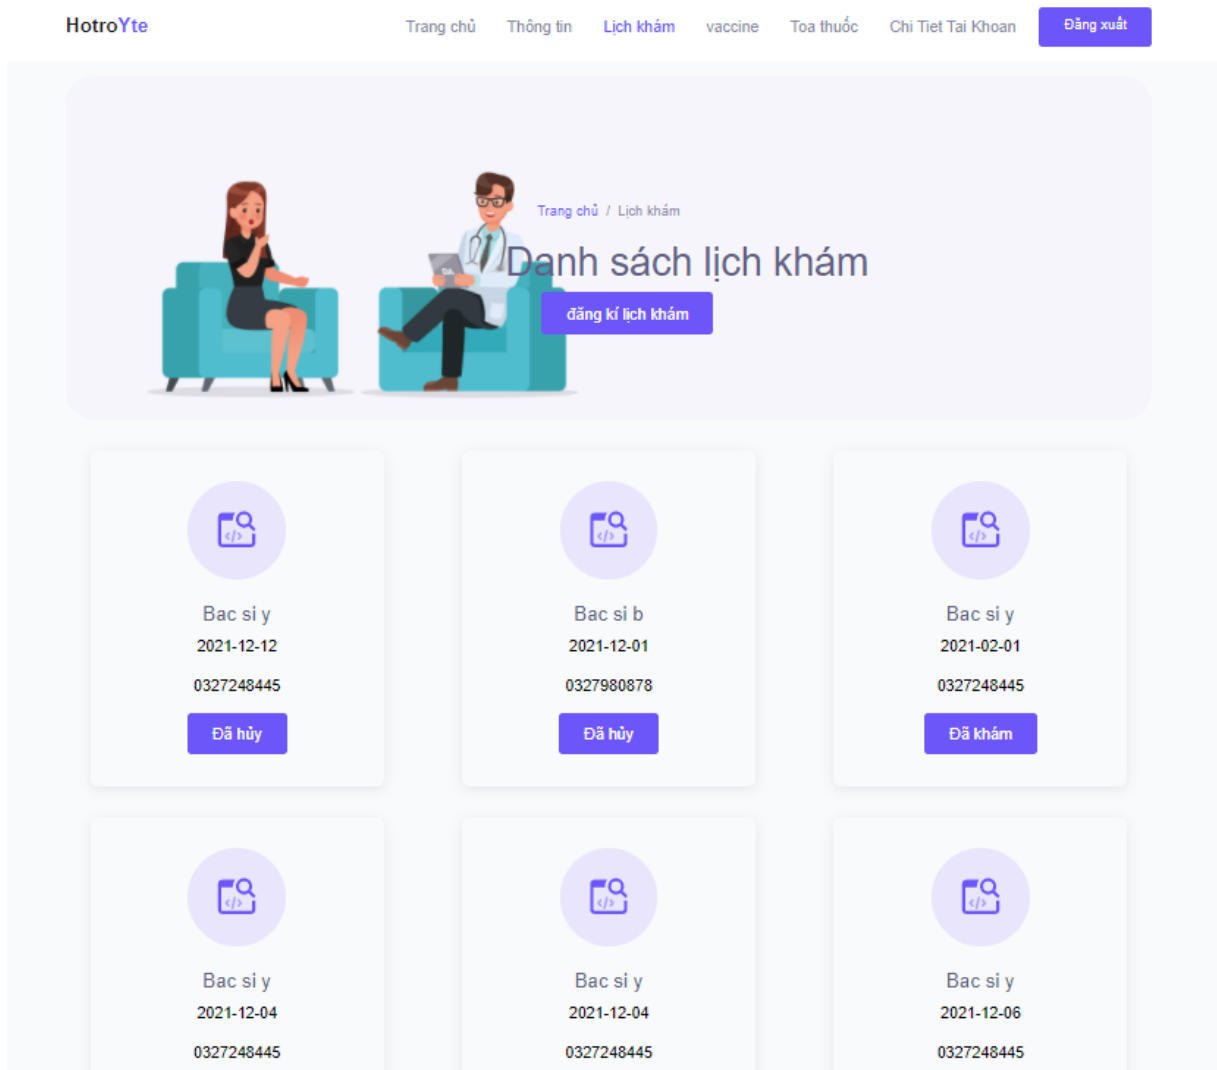 HotroYte
Trang chủ Thông tin Lịch khám vaccine Toa thuốc Chi Tiet Tai Khoan Đăng xuất
Trang chủ / Lịch khám
Danh sách lịch khám
đăng kí lịch khám
Bac si y
2021-12-12
0327248445
Đã hủy
Bac si b
2021-12-01
0327980878
Đã hủy
Bac si y
2021-02-01
0327248445
Đã khám
Bac si y
2021-12-04
0327248445
Bac si y
2021-12-04
0327248445
Bac si y
2021-12-06
0327248445